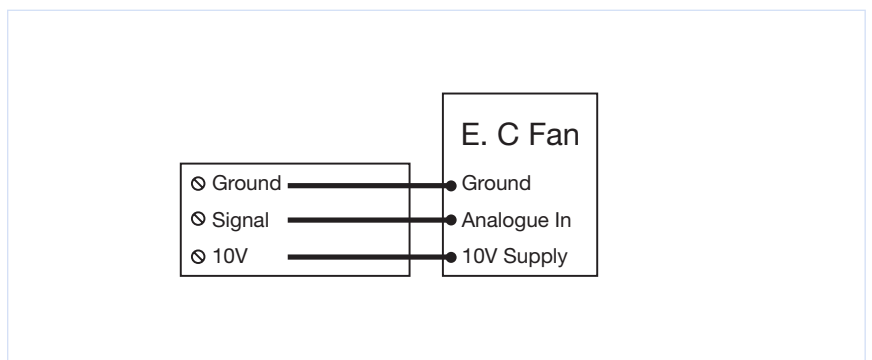 E. C Fan
Ground Ground
Signal Analogue In
10V 10V Supply